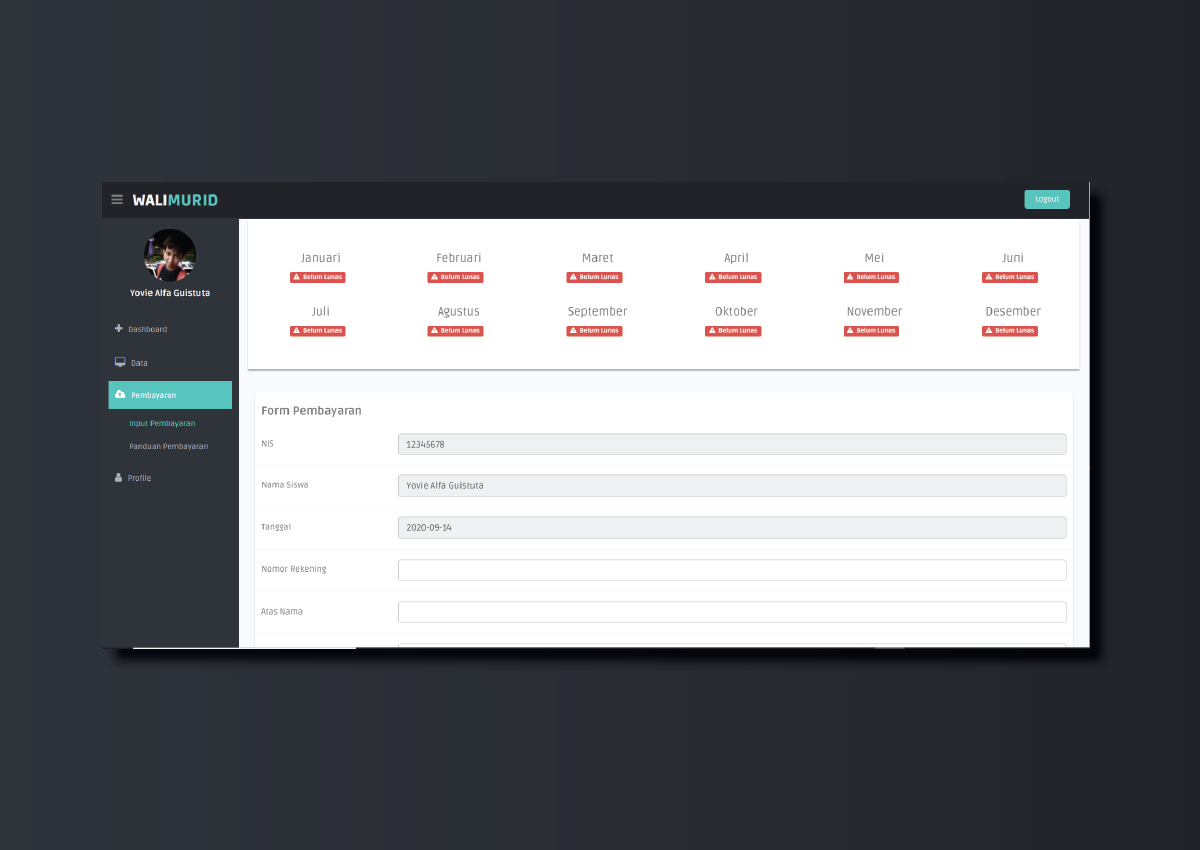 WALIMURID
Logout
Yovie Alfa Guistuta
Dashboard
Data
Pembayaran
Input Pembayaran
Panduan Pembayaran
Profile
Januari Februari Maret April Mei Juni
Belum Lunas Belum Lunas Belum Lunas Belum Lunas Belum Lunas Belum Lunas
Juli Agustus September Oktober November Desember
Belum Lunas Belum Lunas Belum Lunas Belum Lunas Belum Lunas Belum Lunas
Form Pembayaran
NIS 12345678
Nama Siswa Yovie Alfa Guistuta
Tanggal 2020-09-14
Nomor Rekening
Atas Nama